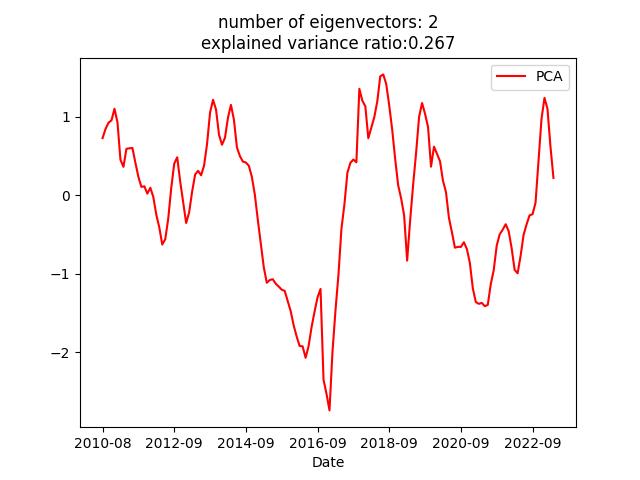 number of eigenvectors: 2
explained variance ratio:0.267
PCA
1
0
−1
−2
2010-08 2012-09 2014-09 2016-09 2018-09 2020-09 2022-09
Date